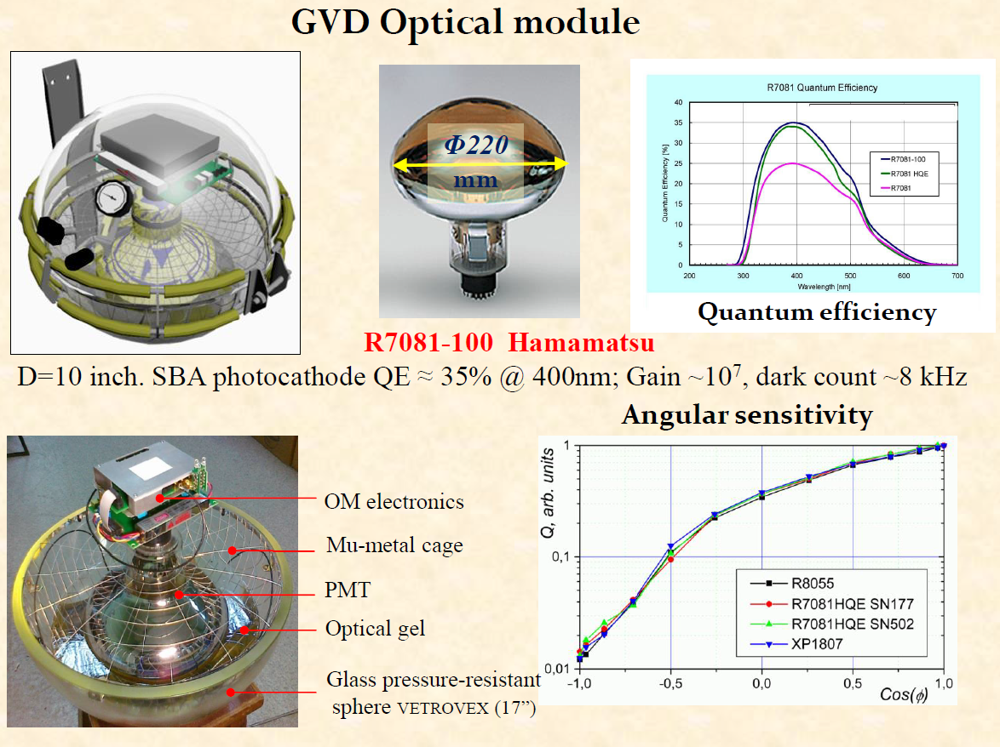 GVD Optical module
Φ220
mm
R7081 Quantum Efficiency
Quantum Efficiency [%]
40
35
30
25
20
15
10
5
0
200 300 400 500 600 700
Wavelength [nm]
R7081-100
R7081 HQE
R7081
Quantum efficiency
R7081-100 Hamamatsu
D=10 inch. SBA photocathode QE ≈ 35% @ 400nm; Gain ~10⁷, dark count ~8 kHz
OM electronics
Mu-metal cage
PMT
Optical gel
Glass pressure-resistant
sphere VETROVEX (17”)
Angular sensitivity
Q, arb. units
1
0,1
0,01
-1,0 -0,5 0,0 0,5 1,0
Cos(ϕ)
R8055
R7081HQE SN177
R7081HQE SN502
XP1807